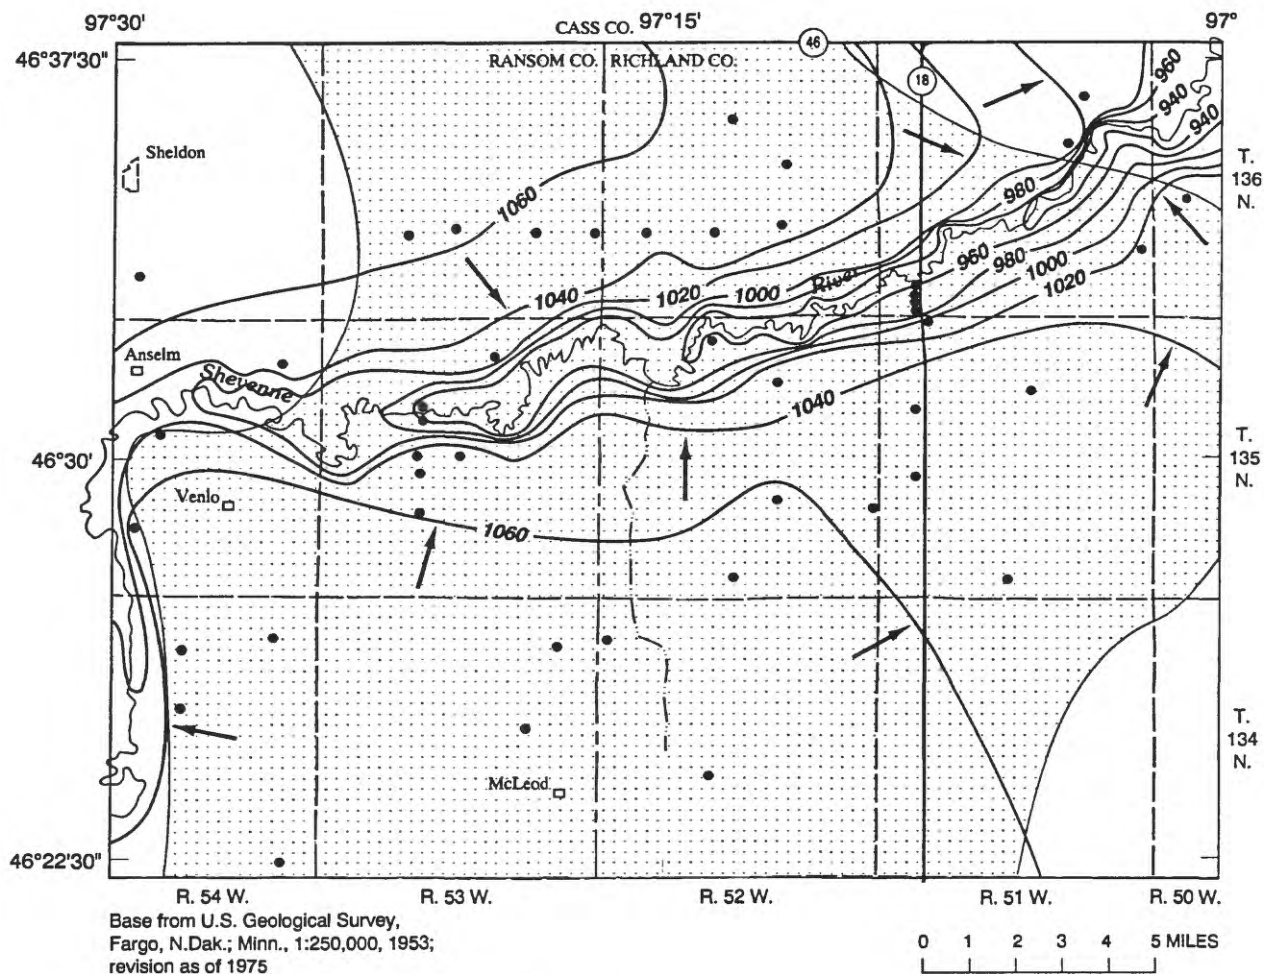 97°30' 97°15' 97°
CASS CO.
46°37'30"
RANSOM CO. RICHLAND CO.
46
18
960
940
940
Sheldon
T.
136
N.
1060
980
960
980
1000
1020
River
1040
1020
1000
Anselm
Sheyenne
1040
46°30'
T.
135
N.
Venlo
1060
T.
134
N.
McLeod
46°22'30"
R. 54 W. R. 53 W. R. 52 W. R. 51 W. R. 50 W.
Base from U.S. Geological Survey,
Fargo, N.Dak.; Minn., 1:250,000, 1953;
revision as of 1975
0 1 2 3 4 5 MILES